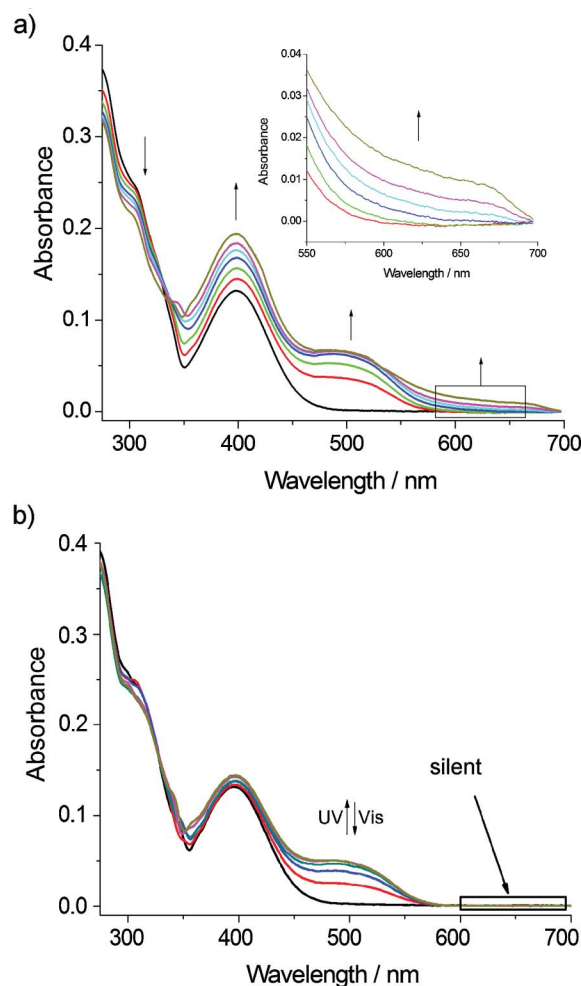 a)
0.4
0.3
0.2
0.1
0.0
Absorbance
300 400 500 600 700
Wavelength / nm
0.04
0.03
0.02
0.01
0.00
Absorbance
550 600 650 700
Wavelength / nm
b)
0.4
0.3
0.2
0.1
0.0
Absorbance
silent
UV Vis
300 400 500 600 700
Wavelength / nm